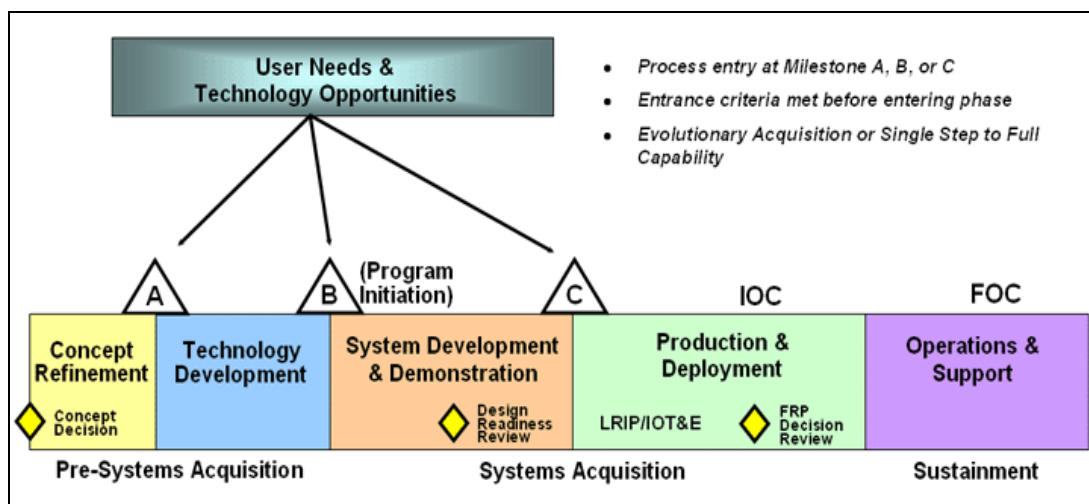 User Needs &
Technology Opportunities
• Process entry at Milestone A, B, or C
• Entrance criteria met before entering phase
• Evolutionary Acquisition or Single Step to Full
Capability
A
B
(Program
Initiation)
C
IOC
FOC
Concept
Refinement
Technology
Development
System Development
& Demonstration
Production &
Deployment
Operations &
Support
Concept
Decision
Design
Readiness
Review
LRIP/IOT&E
FRP
Decision
Review
Pre-Systems Acquisition
Systems Acquisition
Sustainment